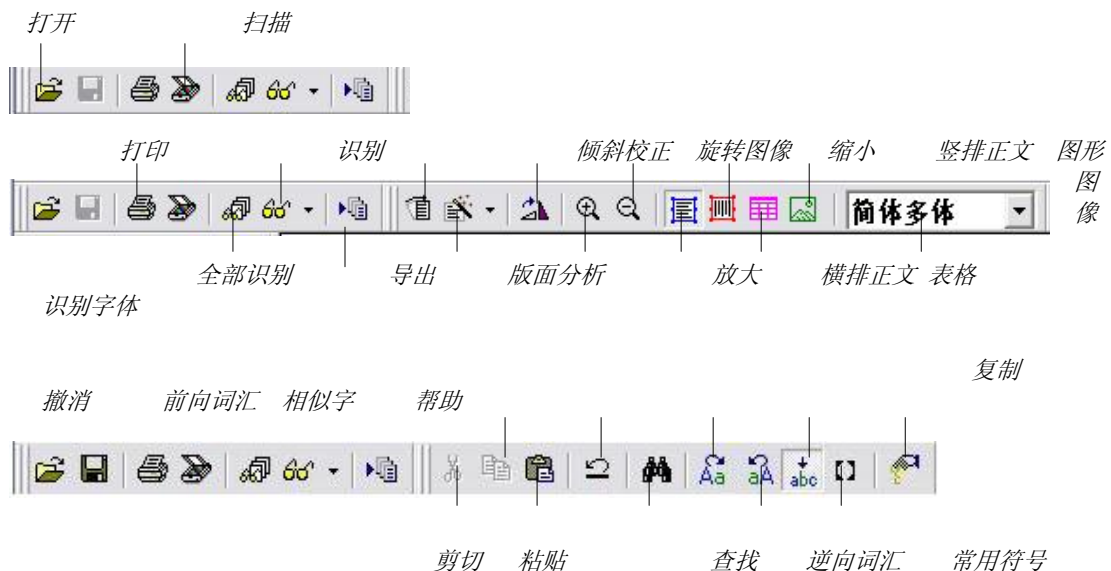 打开 扫描
打印 识别 倾斜校正 旋转图像 缩小 竖排正文 图形
图
像
简体多体
全部识别 导出 版面分析 放大 横排正文 表格
识别字体
复制
撤消 前向词汇 相似字 帮助
Aa aA abc
剪切 粘贴 查找 逆向词汇 常用符号